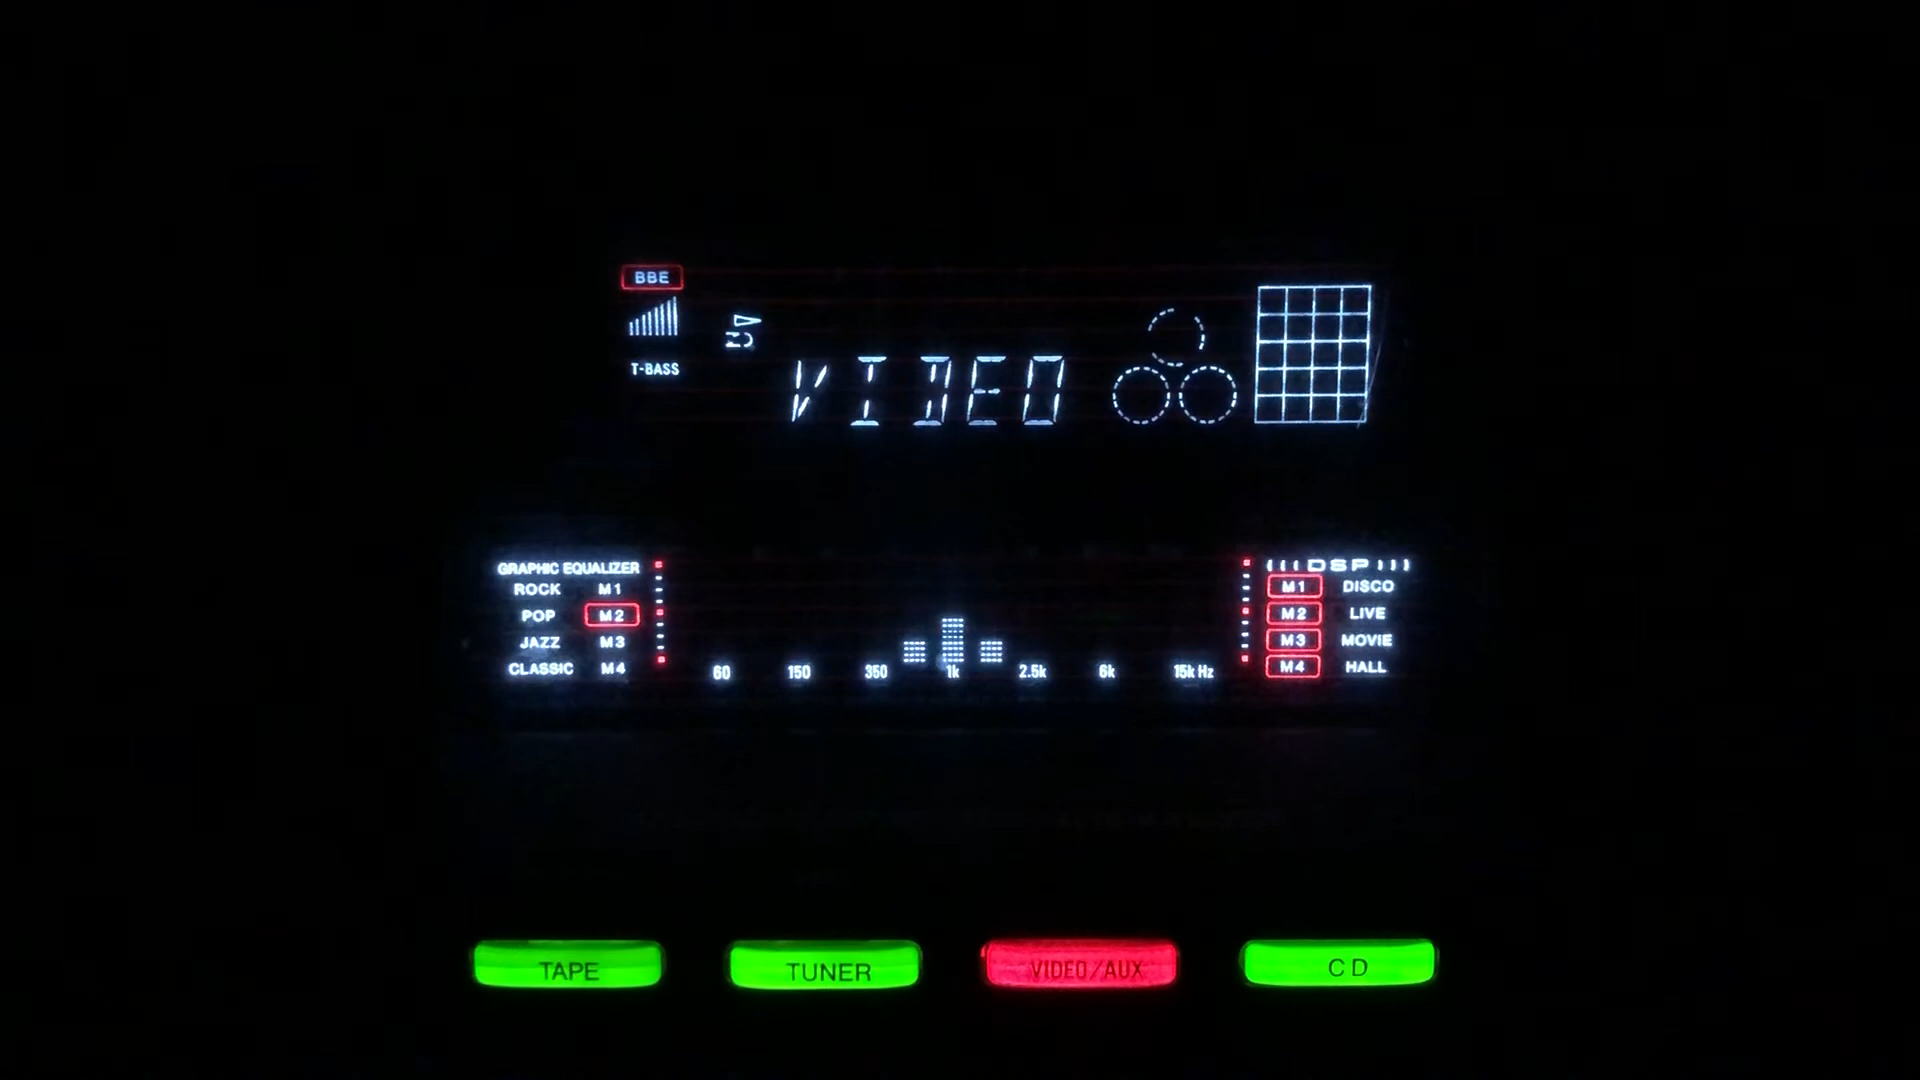 BBE
T-BASS
VIDEO
GRAPHIC EQUALIZER
ROCK M1
POP M2
JAZZ M3
CLASSIC M4
60 150 350 1k 2.5k 6k 15k Hz
DSP
M1 DISCO
M2 LIVE
M3 MOVIE
M4 HALL
TAPE TUNER VIDEO/AUX CD